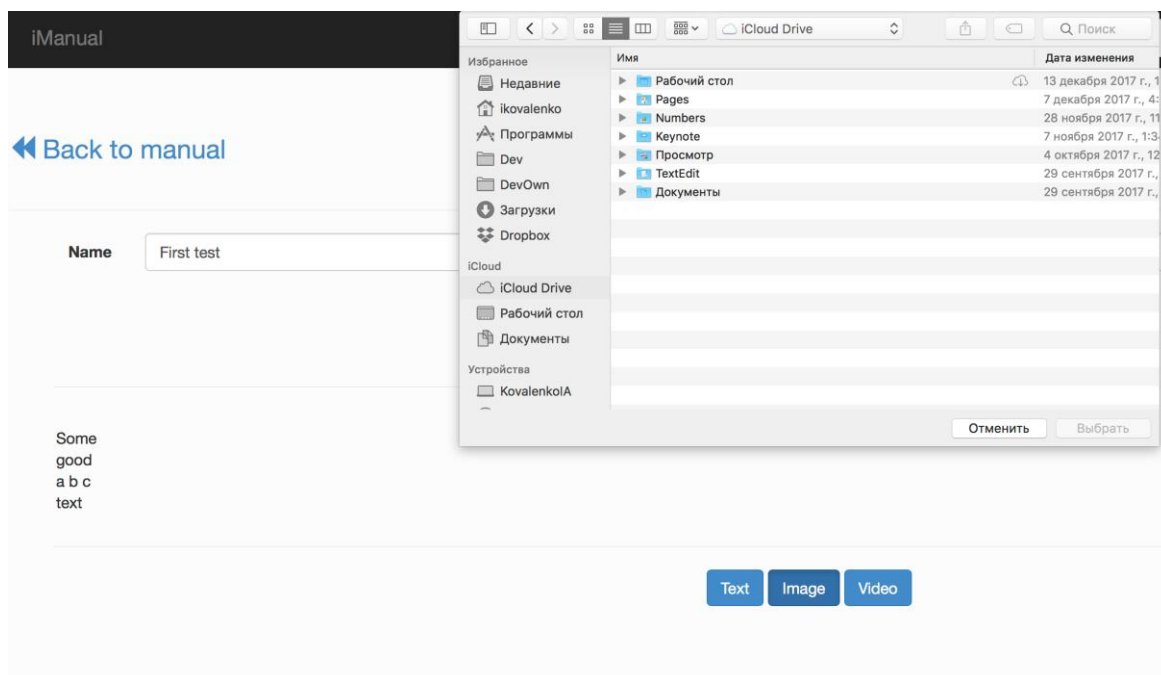 iManual
Back to manual
Name First test
Some
good
a b c
text
Text Image Video
iCloud Drive Поиск
Избранное
Недавние
ikovalenko
Программы
Dev
DevOwn
Загрузки
Dropbox
iCloud
iCloud Drive
Рабочий стол
Документы
Устройства
KovalenkoIA
Имя Дата изменения
Рабочий стол 13 декабря 2017 г., 1
Pages 7 декабря 2017 г., 4:
Numbers 28 ноября 2017 г., 11
Keynote 7 ноября 2017 г., 1:3
Просмотр 4 октября 2017 г., 12
TextEdit 29 сентября 2017 г.,
Документы 29 сентября 2017 г.,
Отменить Выбрать